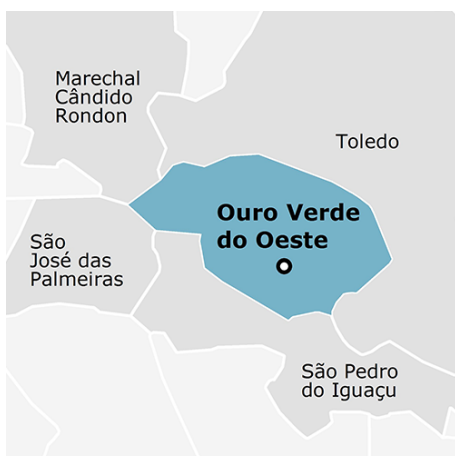 Marechal
Cândido
Rondon
Toledo
Ouro Verde
do Oeste
São
José das
Palmeiras
São Pedro
do Iguaçu